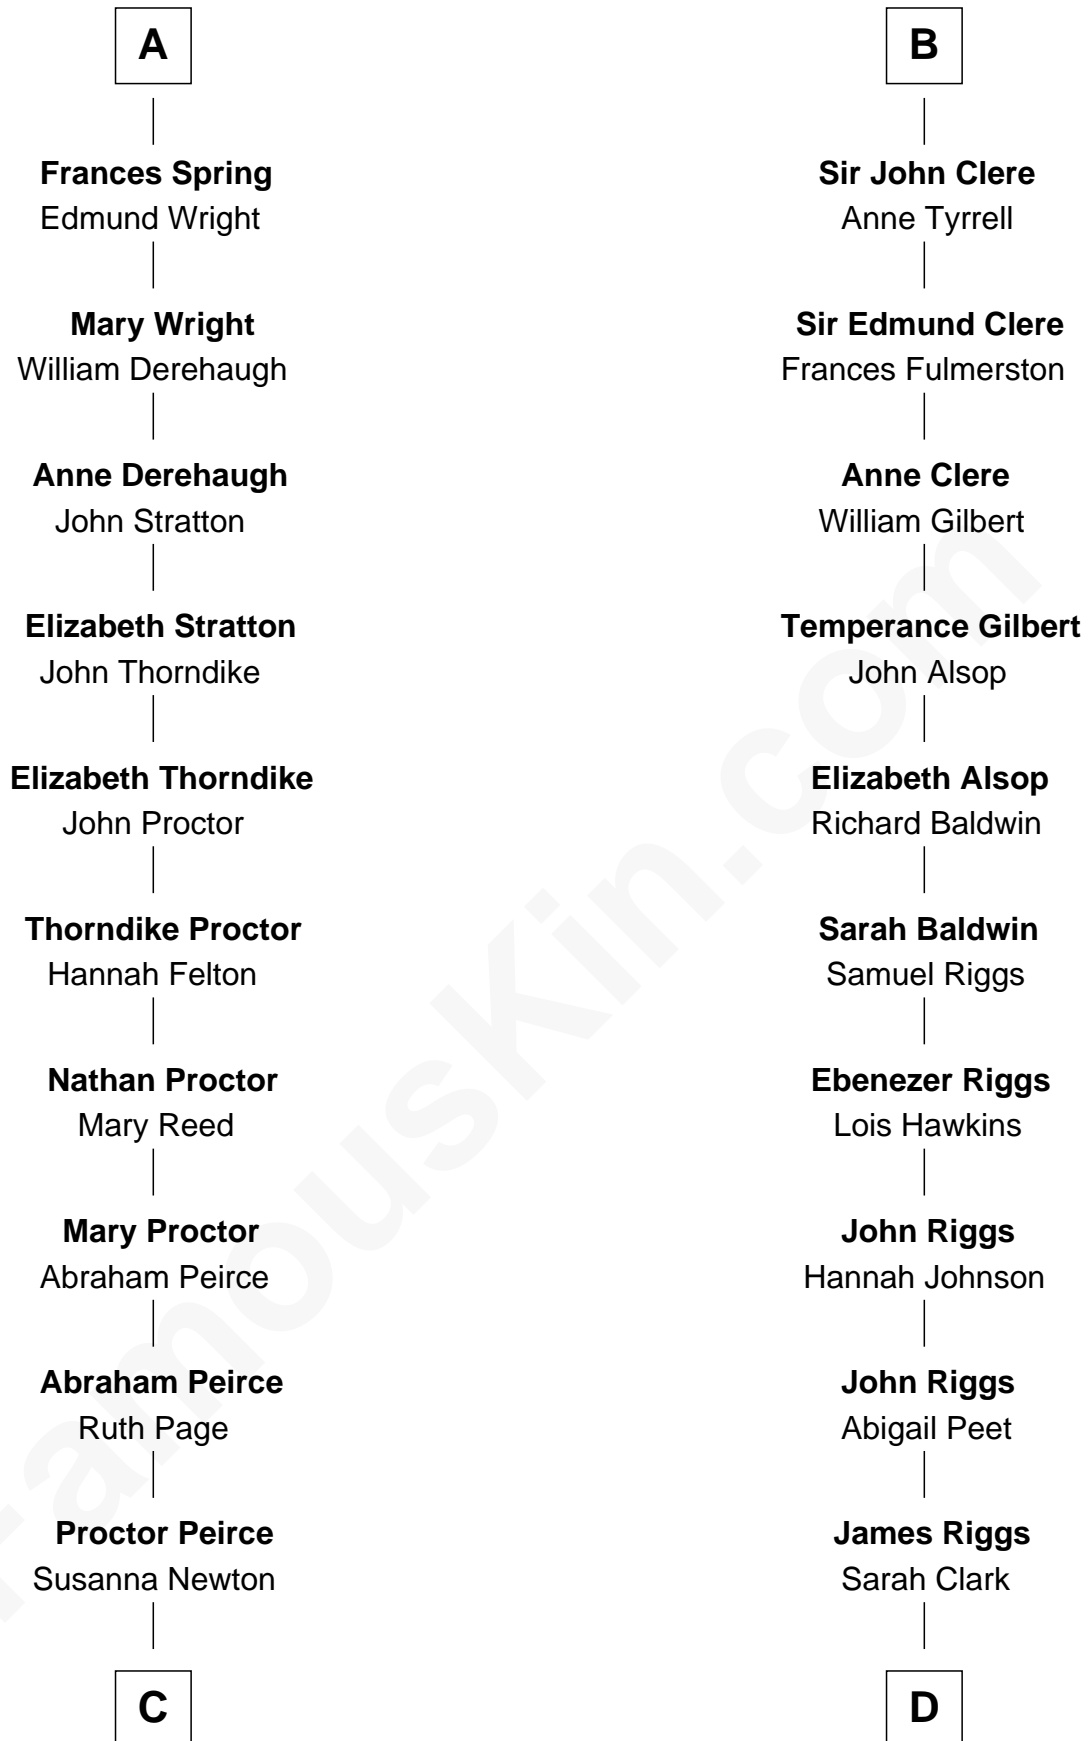 A
Frances Spring
Edmund Wright
Mary Wright
William Derehaugh
Anne Derehaugh
John Stratton
Elizabeth Stratton
John Thorndike
Elizabeth Thorndike
John Proctor
Thorndike Proctor
Hannah Felton
Nathan Proctor
Mary Reed
Mary Proctor
Abraham Peirce
Abraham Peirce
Ruth Page
Proctor Peirce
Susanna Newton
C
B
Sir John Clere
Anne Tyrrell
Sir Edmund Clere
Frances Fulmerston
Anne Clere
William Gilbert
Temperance Gilbert
John Alsop
Elizabeth Alsop
Richard Baldwin
Sarah Baldwin
Samuel Riggs
Ebenezer Riggs
Lois Hawkins
John Riggs
Hannah Johnson
John Riggs
Abigail Peet
James Riggs
Sarah Clark
D
FamousKin.com